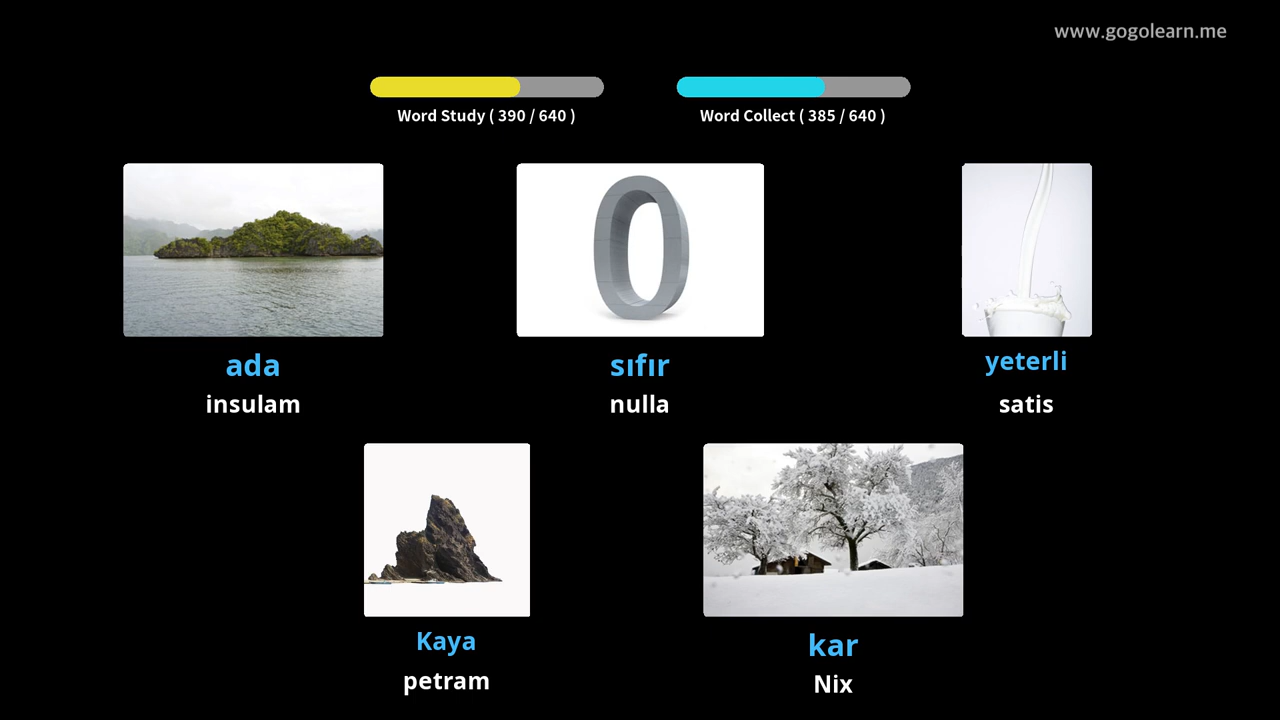 www.gogolearn.me
Word Study ( 390 / 640 )
Word Collect ( 385 / 640 )
0
ada
insulam
sıfır
nulla
yeterli
satis
Kaya
petram
kar
Nix